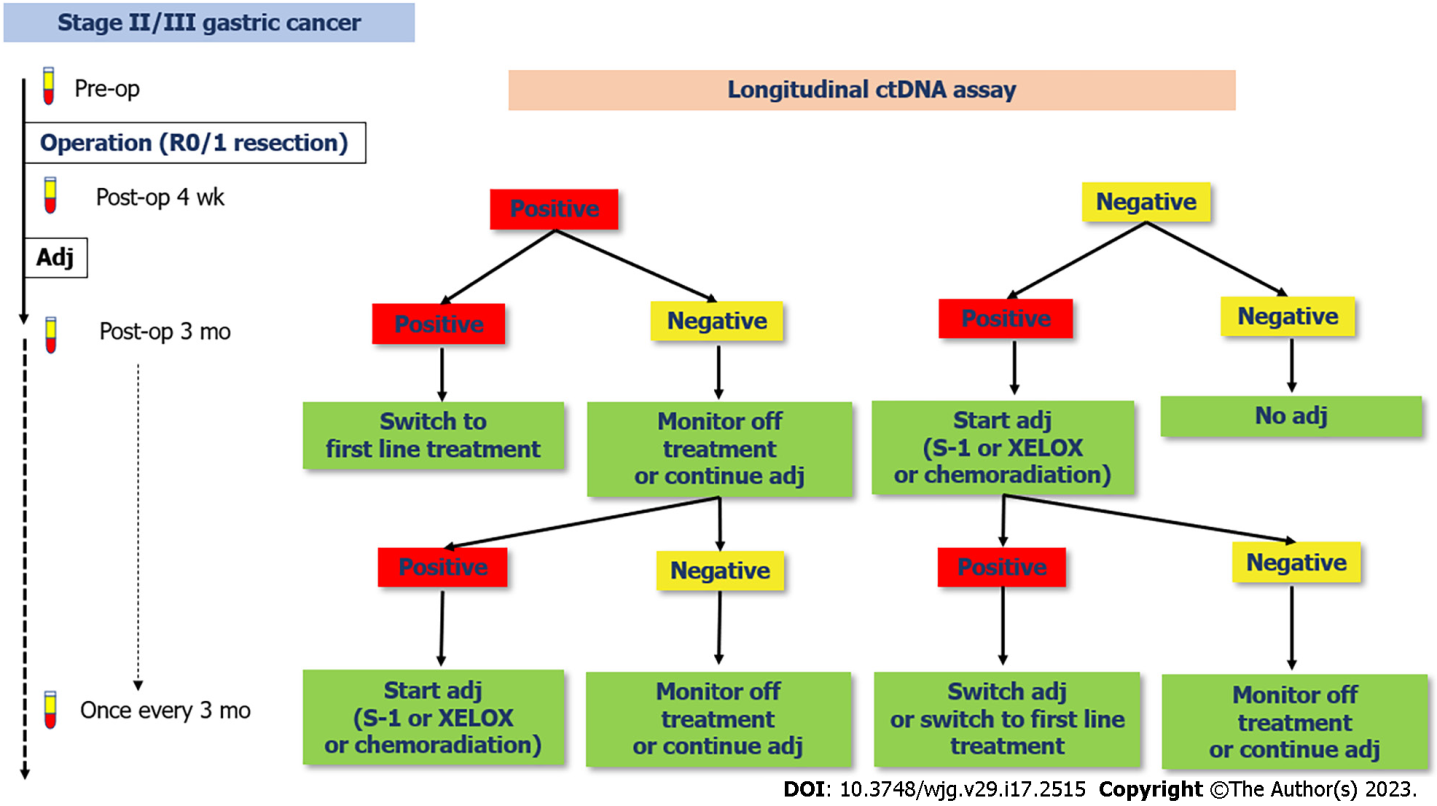 Stage II/III gastric cancer
Pre-op
Longitudinal ctDNA assay
Operation (R0/1 resection)
Post-op 4 wk
Positive
Negative
Adj
Post-op 3 mo
Positive
Negative
Positive
Negative
Switch to
first line treatment
Monitor off
treatment
or continue adj
Start adj
(S-1 or XELOX
or chemoradiation)
No adj
Positive
Negative
Positive
Negative
Once every 3 mo
Start adj
(S-1 or XELOX
or chemoradiation)
Monitor off
treatment
or continue adj
Switch adj
or switch to first line
treatment
Monitor off
treatment
or continue adj
DOI: 10.3748/wjg.v29.i17.2515 Copyright ©The Author(s) 2023.